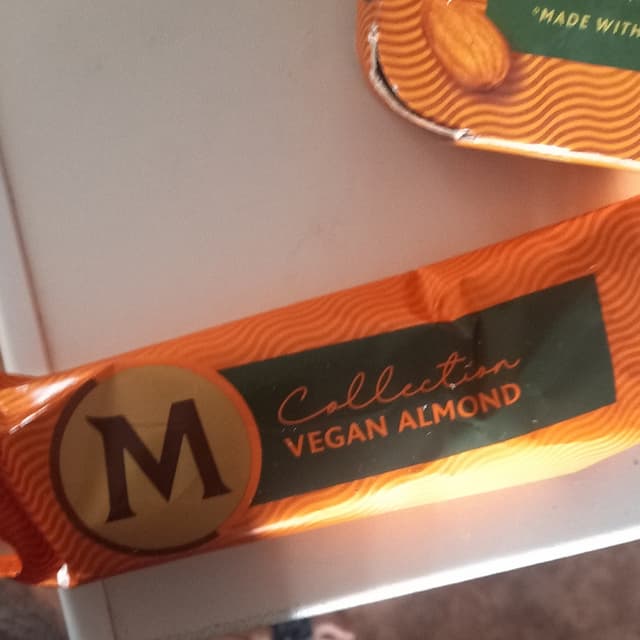 *MADE WITH
M
Collection
VEGAN ALMOND